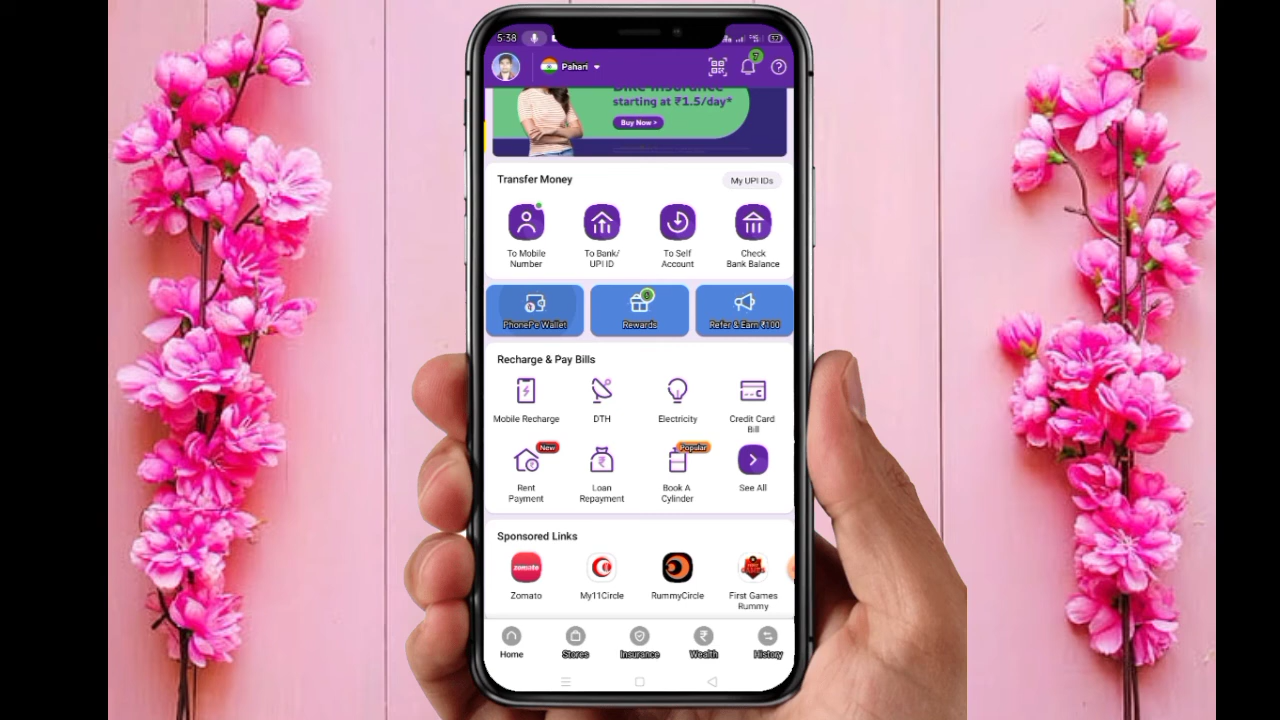 5:38
57
Pahari
17
Bike Insurance
starting at ₹1.5/day*
Buy Now >
Transfer Money
My UPI IDs
To Mobile
Number
To Bank/
UPI ID
To Self
Account
Check
Bank Balance
PhonePe Wallet
Rewards
Refer & Earn ₹100
Recharge & Pay Bills
Mobile Recharge
DTH
Electricity
Credit Card
Bill
New
Popular
Rent
Payment
Loan
Repayment
Book A
Cylinder
See All
Sponsored Links
zomato
Zomato
My11Circle
RummyCircle
First Games
Rummy
Home
Stores
Insurance
Wealth
History